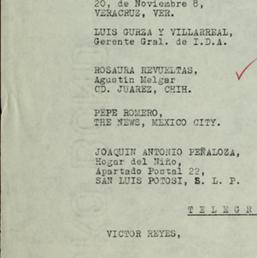 20, de Noviembre 8,
VERACRUZ, VER.
LUIS GURZA Y VILLARREAL,
Gerente Gral. de I.D.A.
ROSAURA REVUELTAS,
Agustin Melgar
CD. JUAREZ, CHIH.
PEPE ROMERO,
THE NEWS, MEXICO CITY.
JOAQUIN ANTONIO PEÑALOZA,
Hogar del Niño,
Apartado Postal 22,
SAN LUIS POTOSI, S. L. P.
T E L E G R
VICTOR REYES,